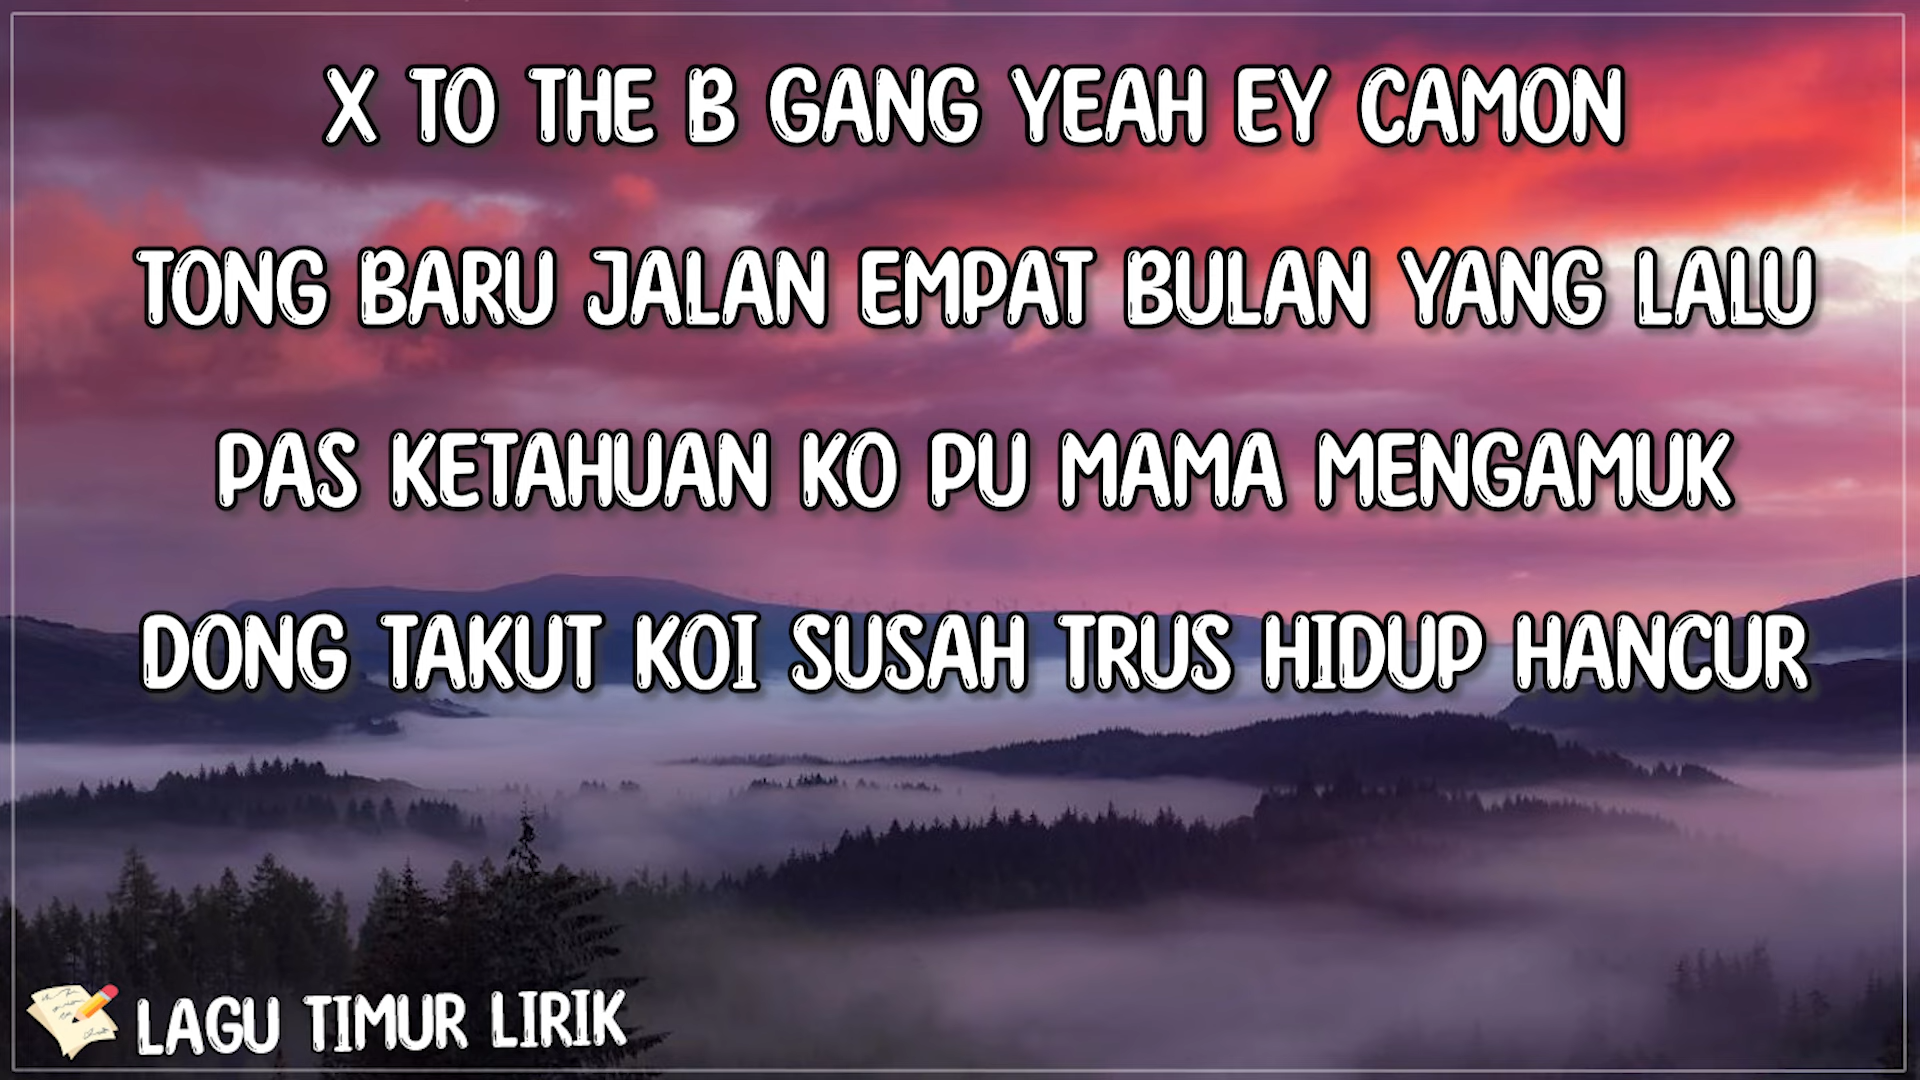 X TO THE B GANG YEAH EY CAMON
TONG BARU JALAN EMPAT BULAN YANG LALU
PAS KETAHUAN KO PU MAMA MENGAMUK
DONG TAKUT KOI SUSAH TRUS HIDUP HANCUR
LAGU TIMUR LIRIK